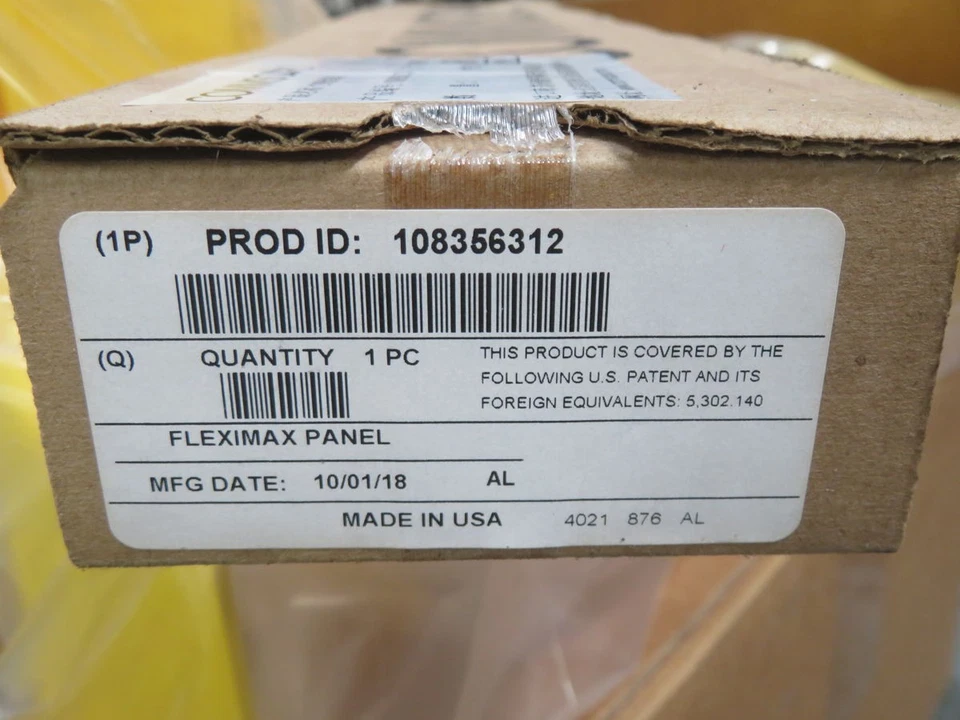 (1P) PROD ID: 108356312
(Q) QUANTITY 1 PC
THIS PRODUCT IS COVERED BY THE
FOLLOWING U.S. PATENT AND ITS
FOREIGN EQUIVALENTS: 5,302.140
FLEXIMAX PANEL
MFG DATE: 10/01/18 AL
MADE IN USA 4021 876 AL